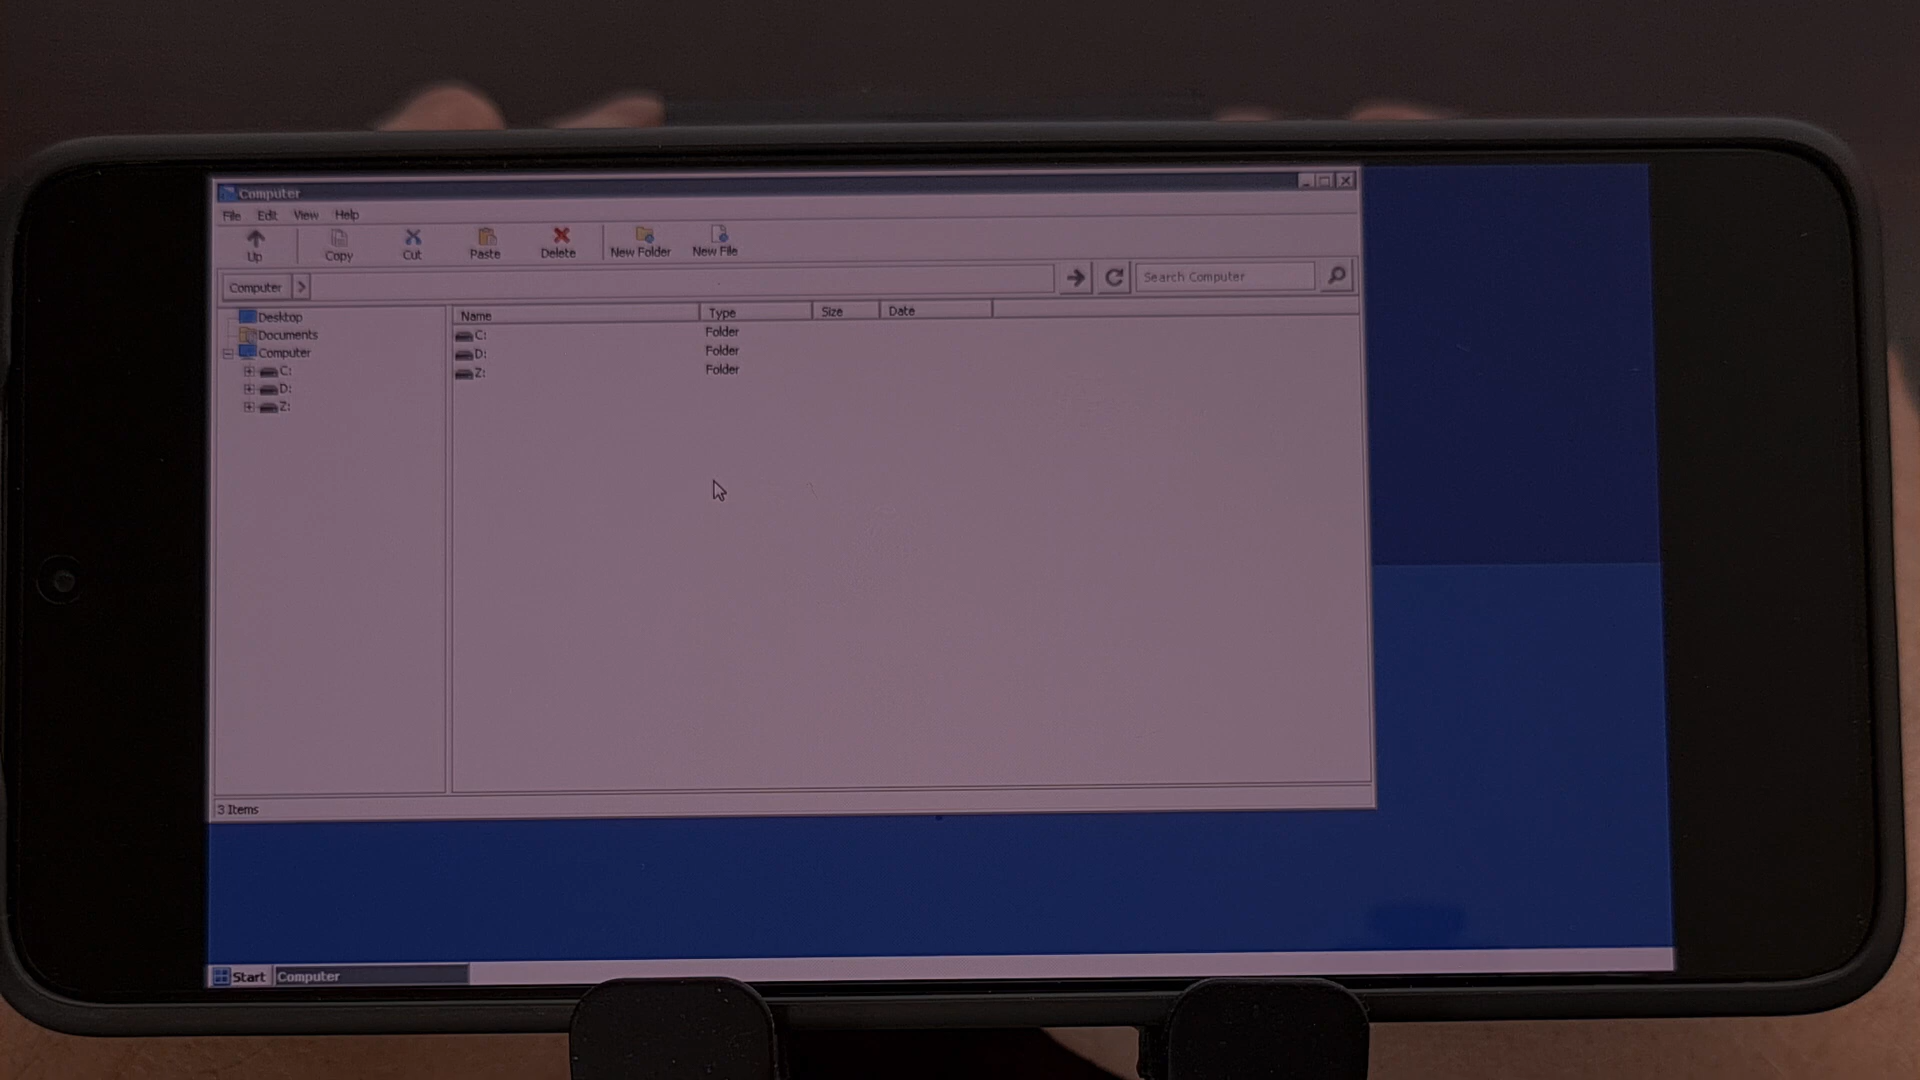 Computer
File Edit View Help
Up Copy Cut Paste Delete New Folder New File
Computer Search Computer
Desktop
Documents
Computer
C:
D:
Z:
Name Type Size Date
C: Folder
D: Folder
Z: Folder
3 Items
Start Computer